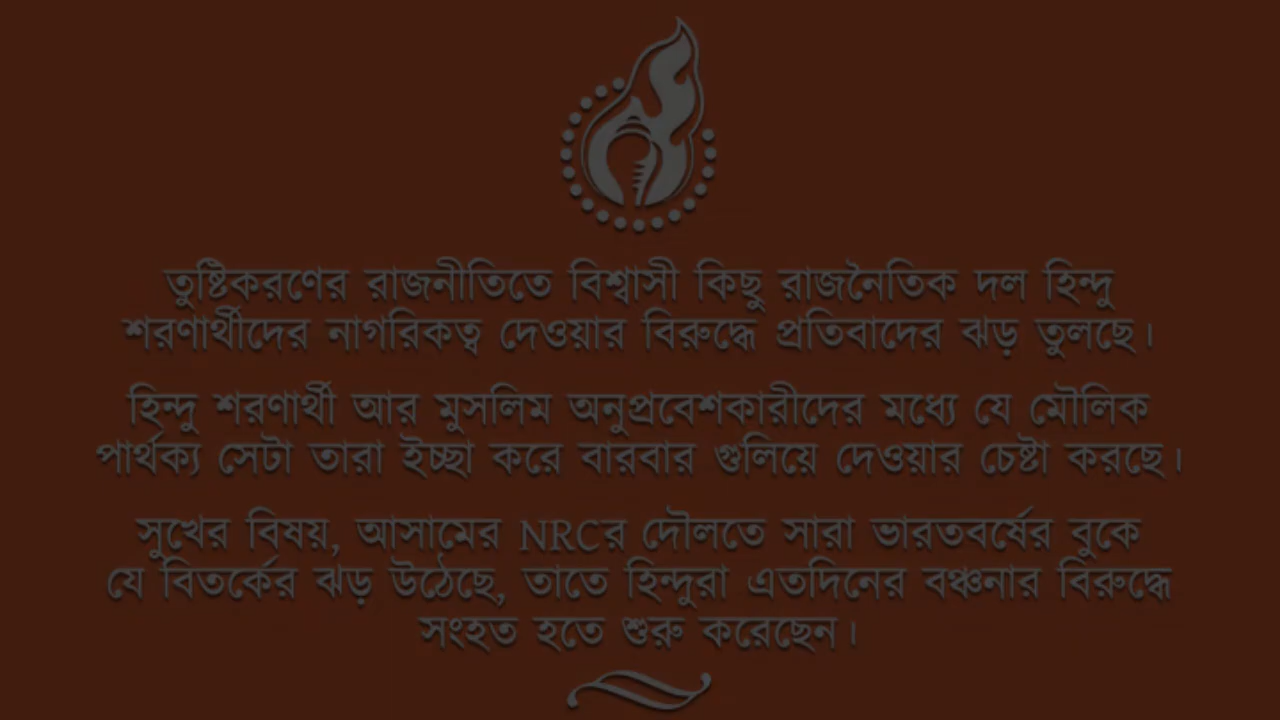 তুষ্টিকরণের রাজনীতিতে বিশ্বাসী কিছু রাজনৈতিক দল হিন্দু
শরণার্থীদের নাগরিকত্ব দেওয়ার বিরুদ্ধে প্রতিবাদের ঝড় তুলছে।
হিন্দু শরণার্থী আর মুসলিম অনুপ্রবেশকারীদের মধ্যে যে মৌলিক
পার্থক্য সেটা তারা ইচ্ছা করে বারবার গুলিয়ে দেওয়ার চেষ্টা করছে।
সুখের বিষয়, আসামের NRCর দৌলতে সারা ভারতবর্ষের বুকে
যে বিতর্কের ঝড় উঠেছে, তাতে হিন্দুরা এতদিনের বঞ্চনার বিরুদ্ধে
সংহত হতে শুরু করেছেন।